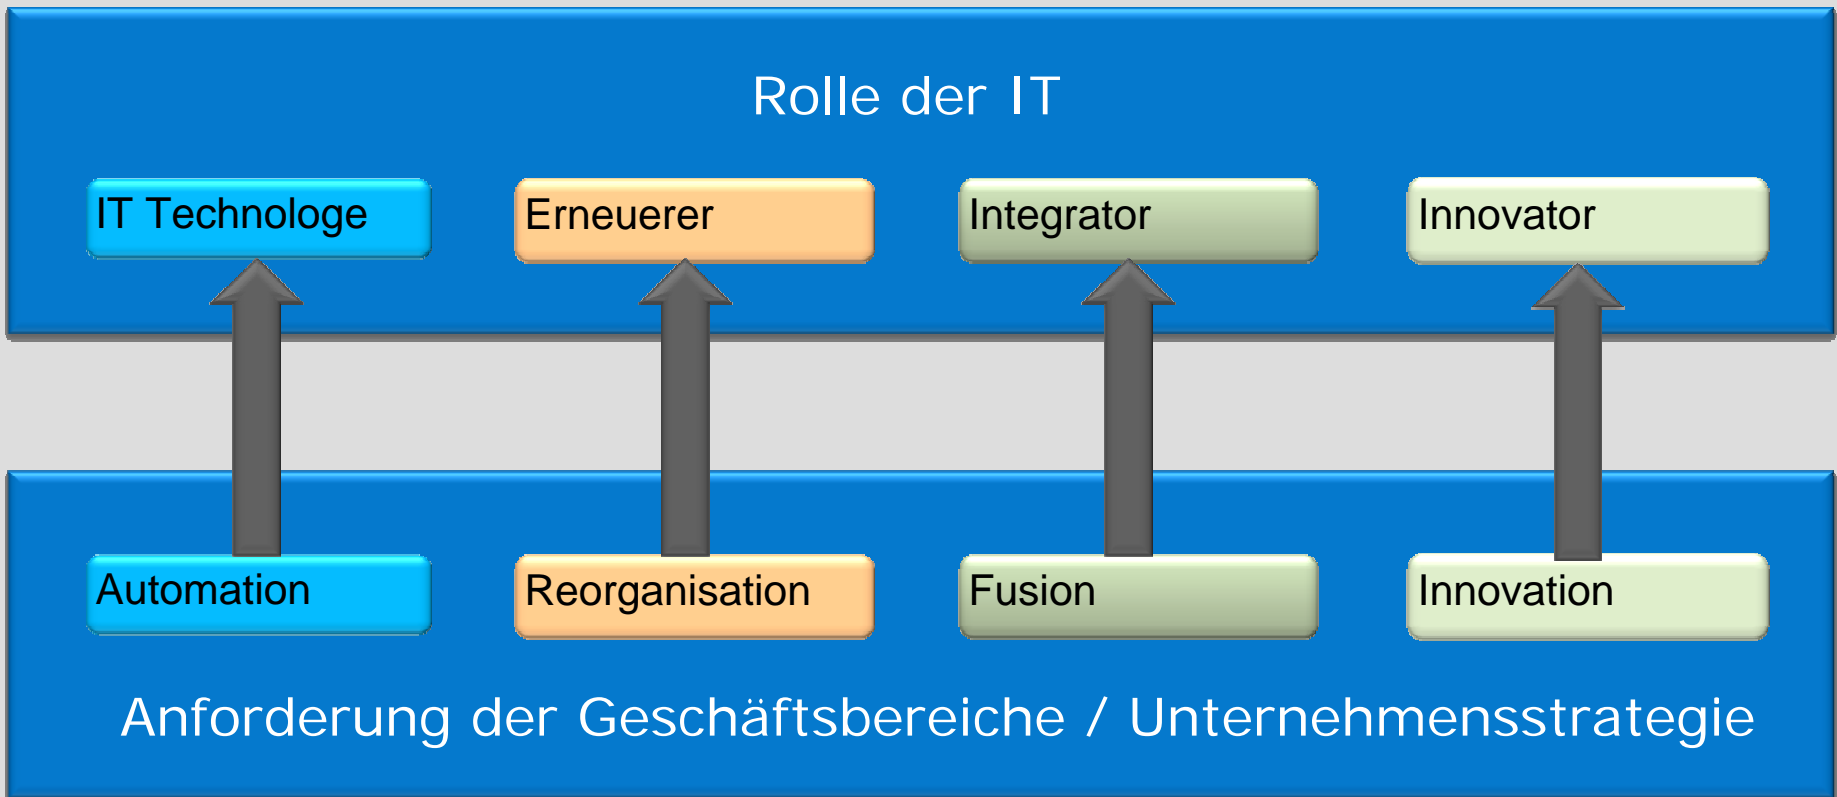 Rolle der IT
IT Technologe
Erneuerer
Integrator
Innovator
Automation
Reorganisation
Fusion
Innovation
Anforderung der Geschäftsbereiche / Unternehmensstrategie